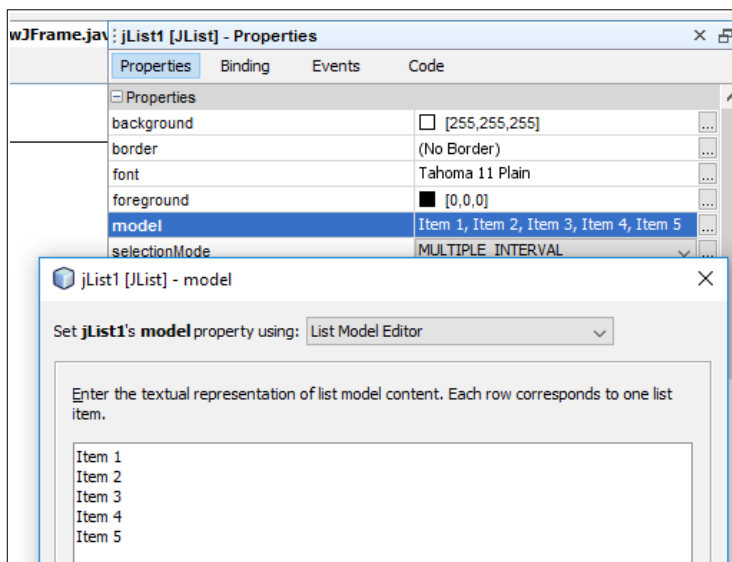 wJFrame.jav jList1 [JList] - Properties
Properties Binding Events Code
Properties
background [255,255,255] ...
border (No Border) ...
font Tahoma 11 Plain ...
foreground [0,0,0] ...
model Item 1, Item 2, Item 3, Item 4, Item 5 ...
selectionMode MULTIPLE_INTERVAL ...
jList1 [JList] - model
Set jList1's model property using: List Model Editor
Enter the textual representation of list model content. Each row corresponds to one list
item.
Item 1
Item 2
Item 3
Item 4
Item 5